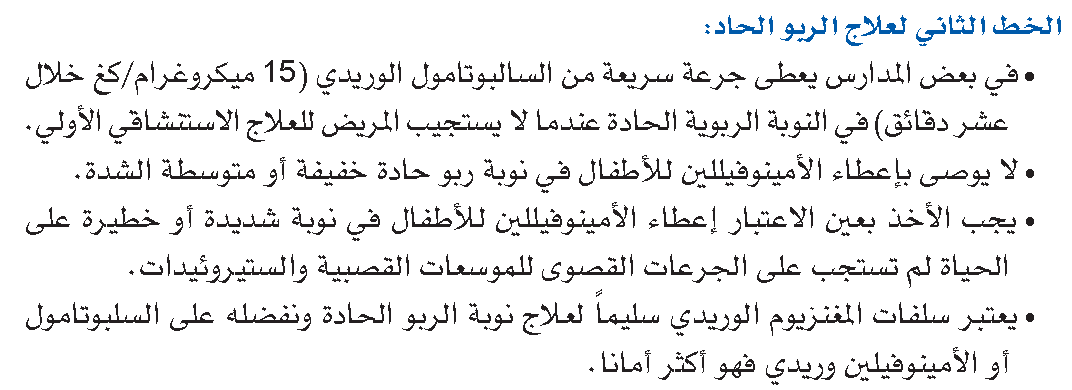 الخط الثاني لعلاج الربو الحاد:
• في بعض المدارس يعطى جرعة سريعة من السالبوتامول الوريدي (15 ميكروغرام/كغ خلال
عشر دقائق) في النوبة الربوية الحادة عندما لا يستجيب المريض للعلاج الاستنشاقي الأولي.
• لا يوصى بإعطاء الأمينوفيللين للأطفال في نوبة ربو حادة خفيفة أو متوسطة الشدة.
• يجب الأخذ بعين الاعتبار إعطاء الأمينوفيللين للأطفال في نوبة شديدة أو خطيرة على
الحياة لم تستجب على الجرعات القصوى للموسعات القصبية والستيروئيدات.
• يعتبر سلفات المغنزيوم الوريدي سليماً لعلاج نوبة الربو الحادة ونفضله على السلبوتامول
أو الأمينوفيلين وريدي فهو أكثر أمانا.